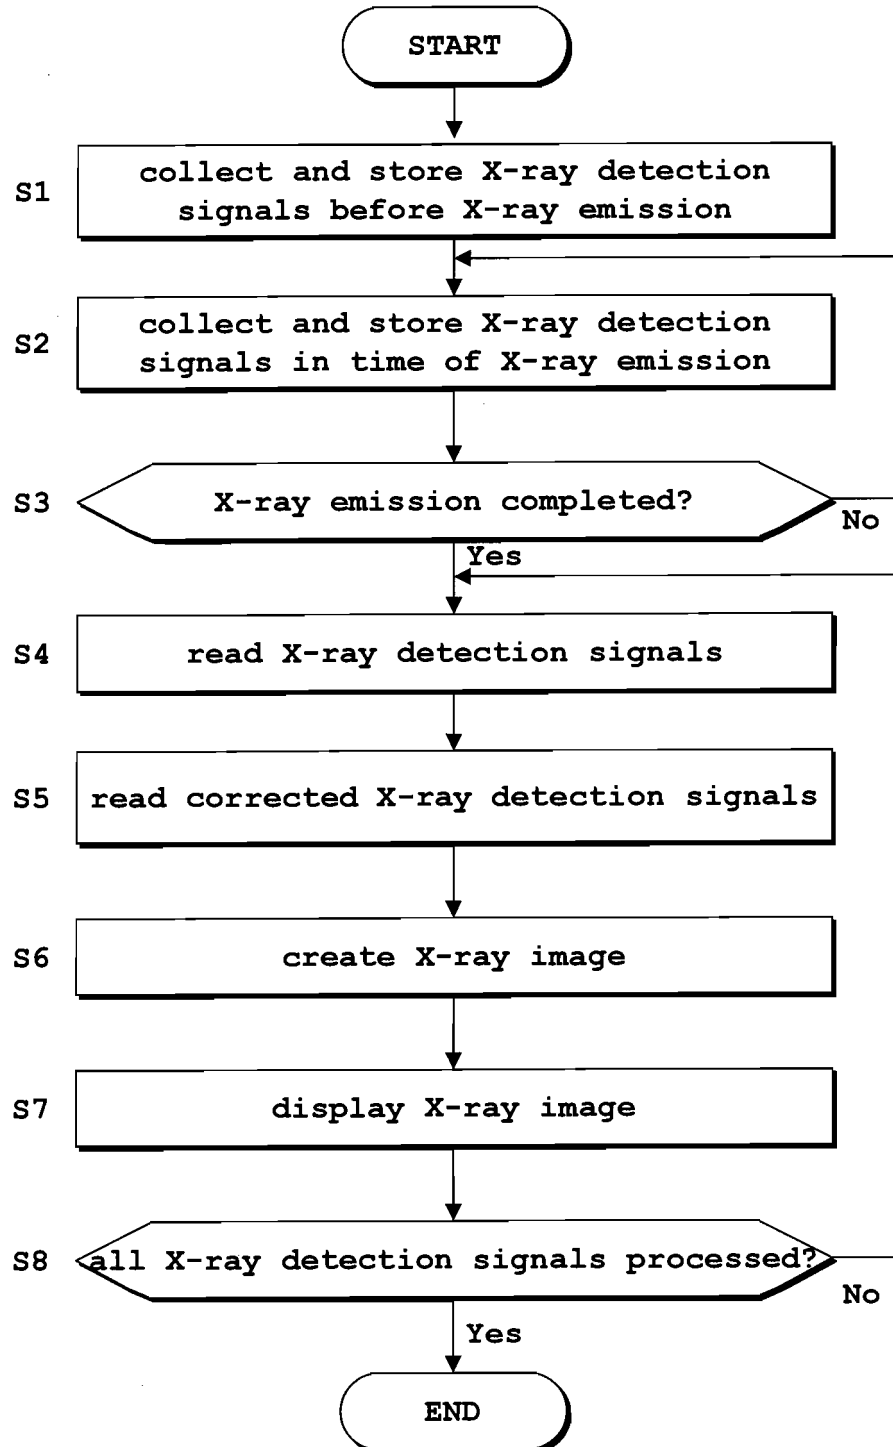 START
S1
collect and store X-ray detection
signals before X-ray emission
S2
collect and store X-ray detection
signals in time of X-ray emission
S3
X-ray emission completed?
No
Yes
S4
read X-ray detection signals
S5
read corrected X-ray detection signals
S6
create X-ray image
S7
display X-ray image
S8
all X-ray detection signals processed?
No
Yes
END